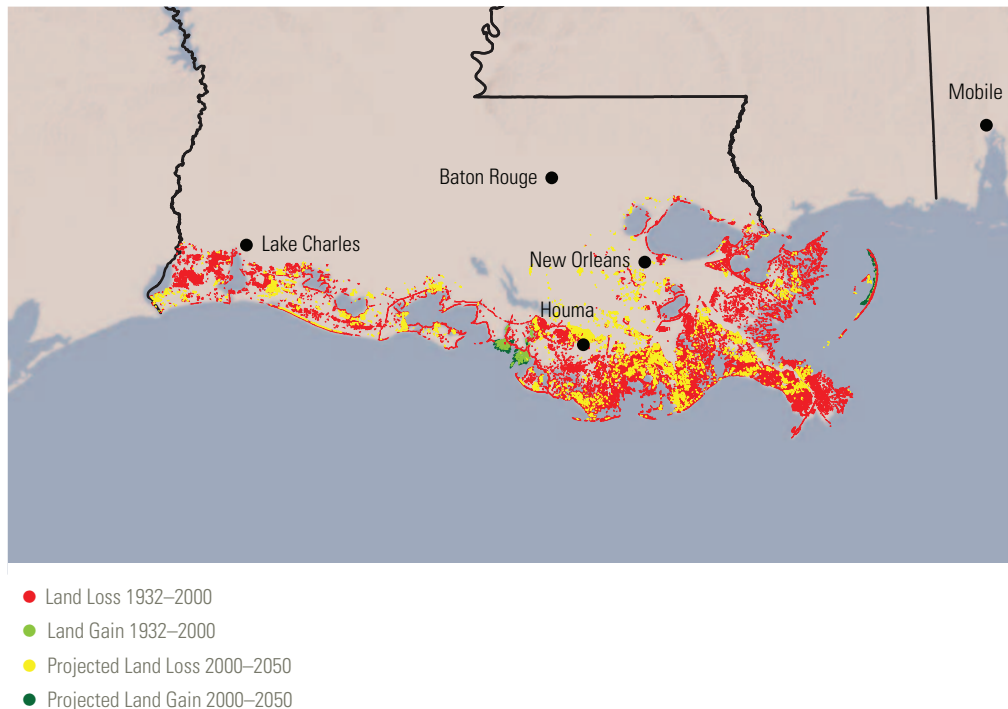 Mobile
Baton Rouge
Lake Charles
New Orleans
Houma
Land Loss 1932–2000
Land Gain 1932–2000
Projected Land Loss 2000–2050
Projected Land Gain 2000–2050